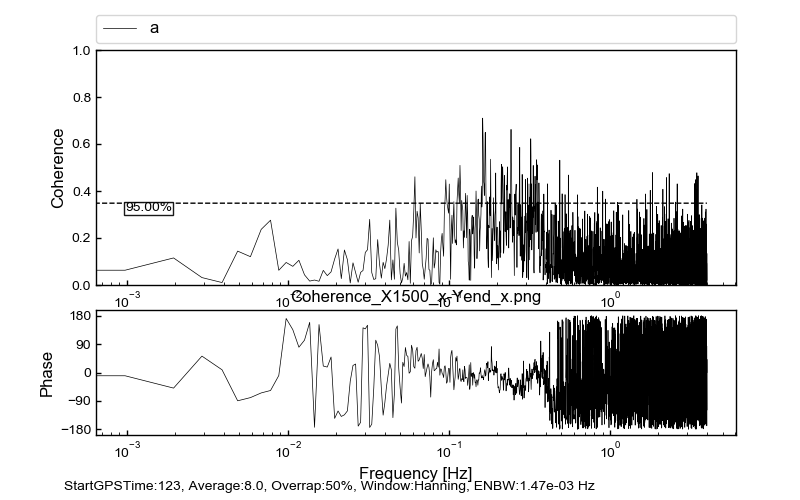 a
1.0
0.8
0.6
0.4
0.2
0.0
Coherence
95.00%
10⁻³ 10⁻² 10⁻¹ 10⁰
Coherence_X1500_x-Yend_x.png
180
90
0
−90
−180
Phase
10⁻³ 10⁻² 10⁻¹ 10⁰
Frequency [Hz]
StartGPSTime:123, Average:8.0, Overrap:50%, Window:Hanning, ENBW:1.47e-03 Hz